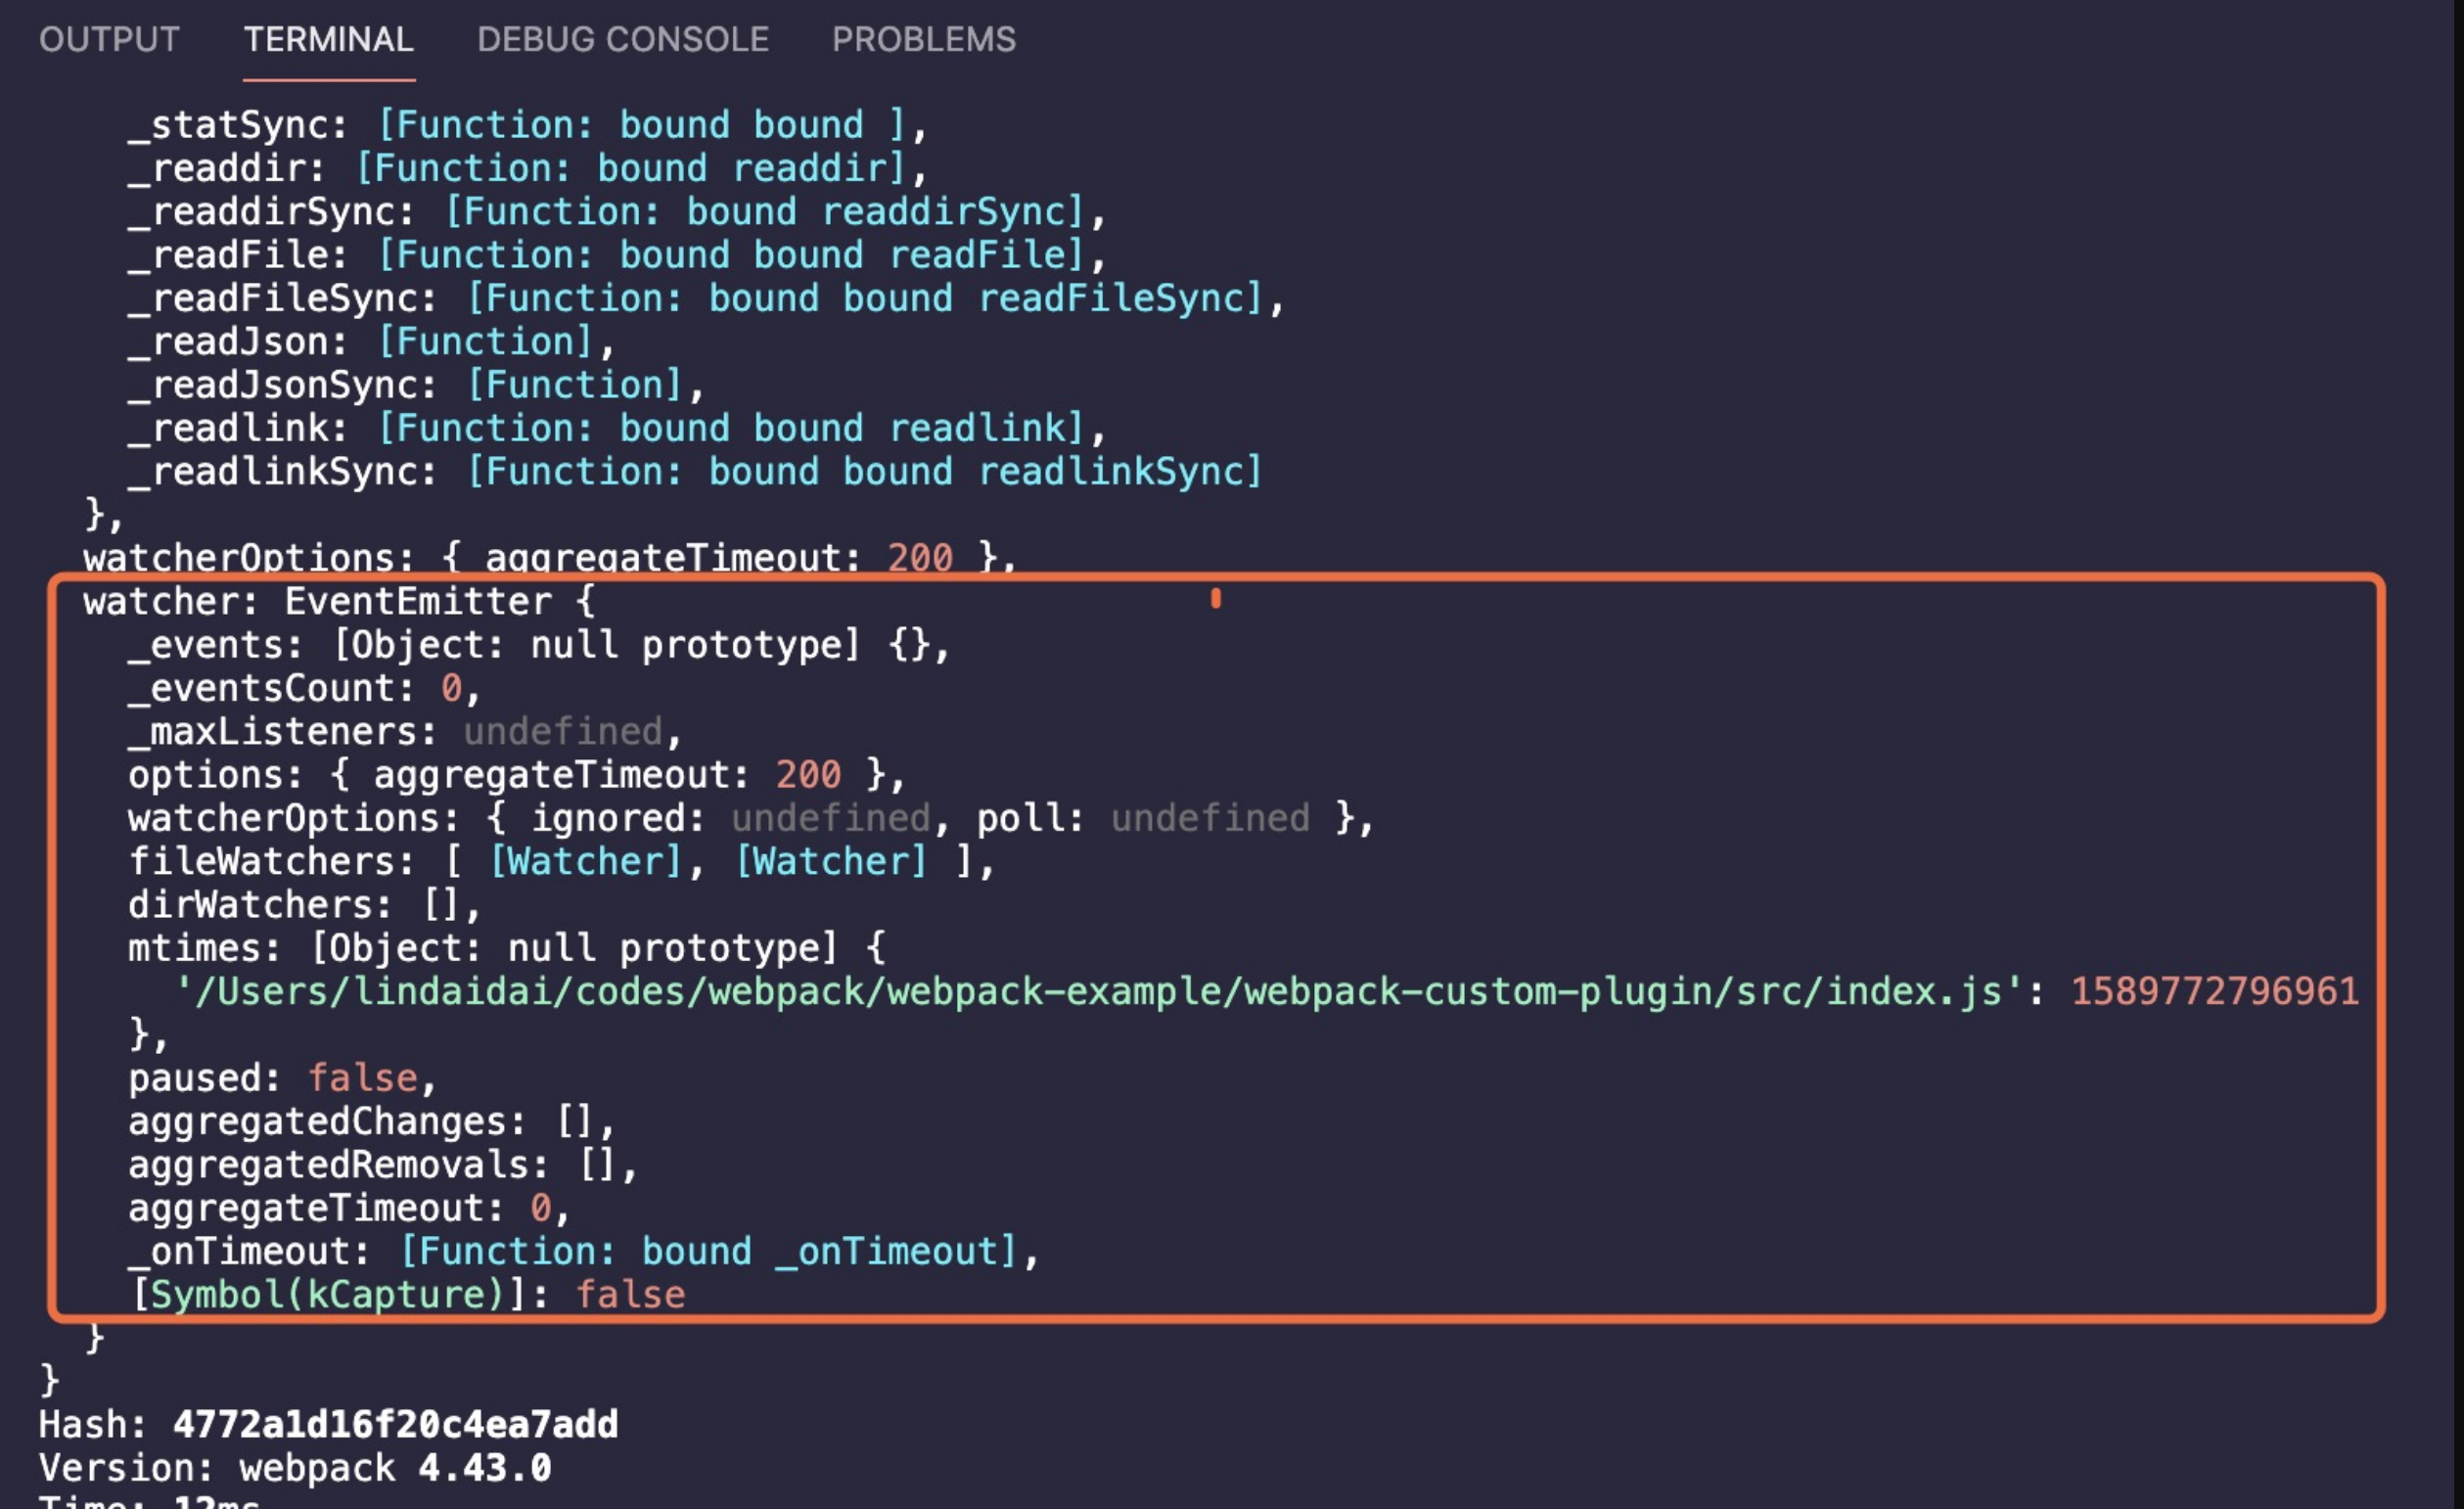 OUTPUT TERMINAL DEBUG CONSOLE PROBLEMS
_statSync: [Function: bound bound ],
_readdir: [Function: bound readdir],
_readdirSync: [Function: bound readdirSync],
_readFile: [Function: bound bound readFile],
_readFileSync: [Function: bound bound readFileSync],
_readJson: [Function],
_readJsonSync: [Function],
_readlink: [Function: bound bound readlink],
_readlinkSync: [Function: bound bound readlinkSync]
},
watcherOptions: { aggregateTimeout: 200 },
watcher: EventEmitter {
_events: [Object: null prototype] {},
_eventsCount: 0,
_maxListeners: undefined,
options: { aggregateTimeout: 200 },
watcherOptions: { ignored: undefined, poll: undefined },
fileWatchers: [ [Watcher], [Watcher] ],
dirWatchers: [],
mtimes: [Object: null prototype] {
'/Users/lindaidai/codes/webpack/webpack-example/webpack-custom-plugin/src/index.js': 1589772796961
},
paused: false,
aggregatedChanges: [],
aggregatedRemovals: [],
aggregateTimeout: 0,
_onTimeout: [Function: bound _onTimeout],
[Symbol(kCapture)]: false
}
}
Hash: 4772a1d16f20c4ea7add
Version: webpack 4.43.0
Time: 12ms